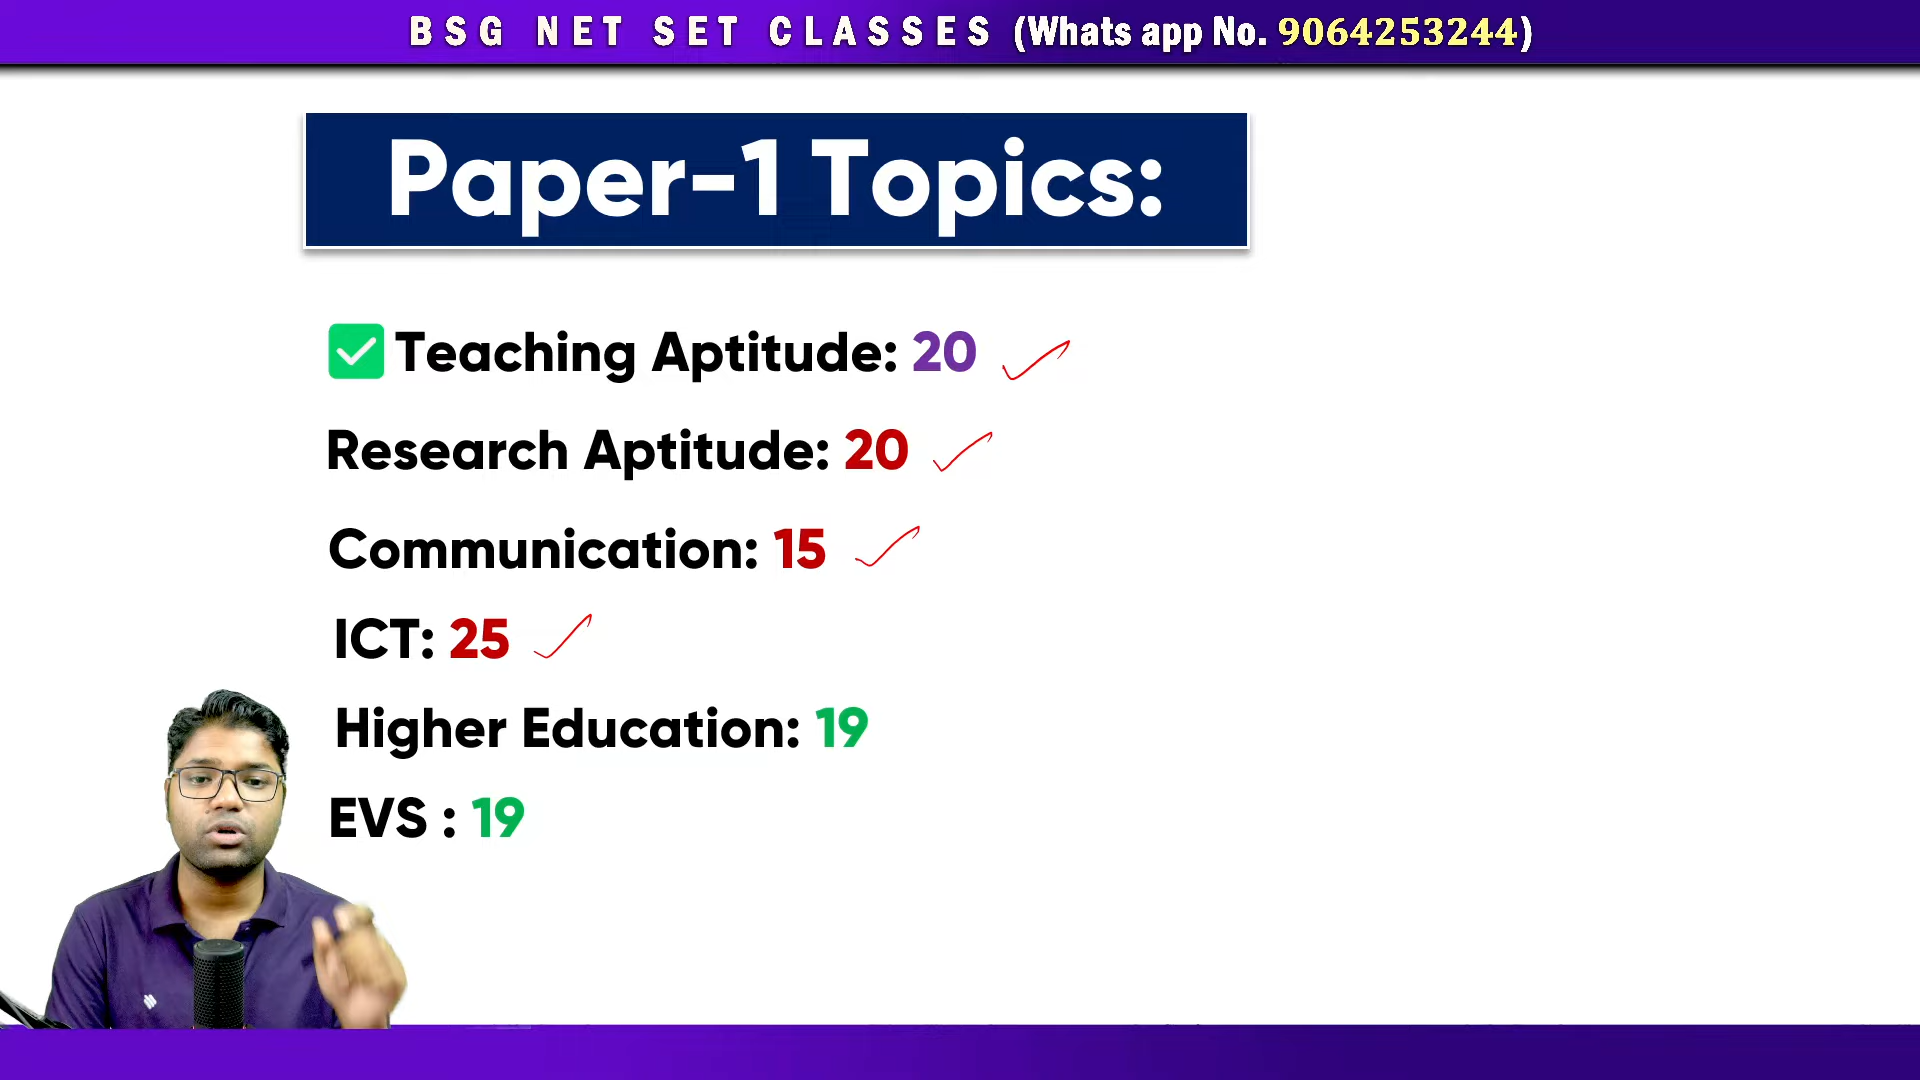 BSG NET SET CLASSES (Whats app No. 9064253244)
Paper-1 Topics:
Teaching Aptitude: 20
Research Aptitude: 20
Communication: 15
ICT: 25
Higher Education: 19
EVS : 19